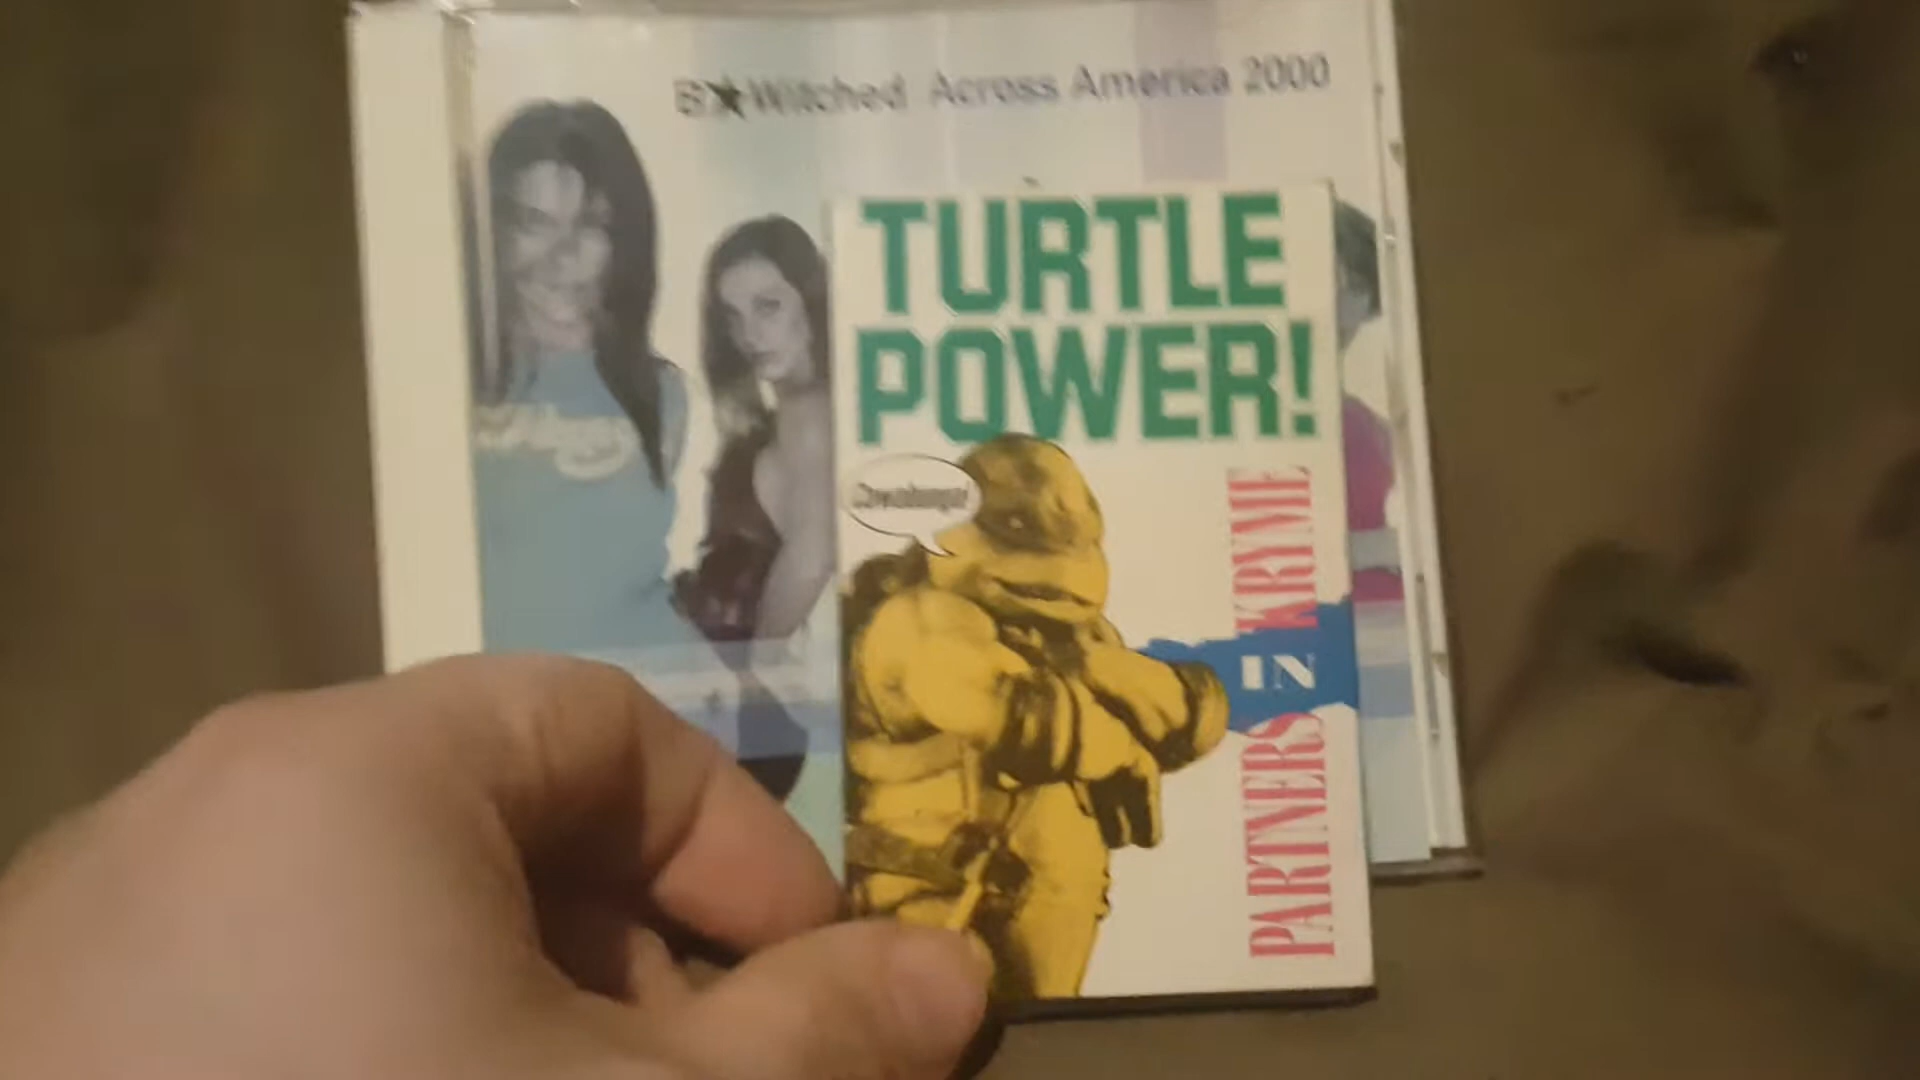 B★Witched Across America 2000
TURTLE
POWER!
Cowabunga!
PARTNERS IN KRYME